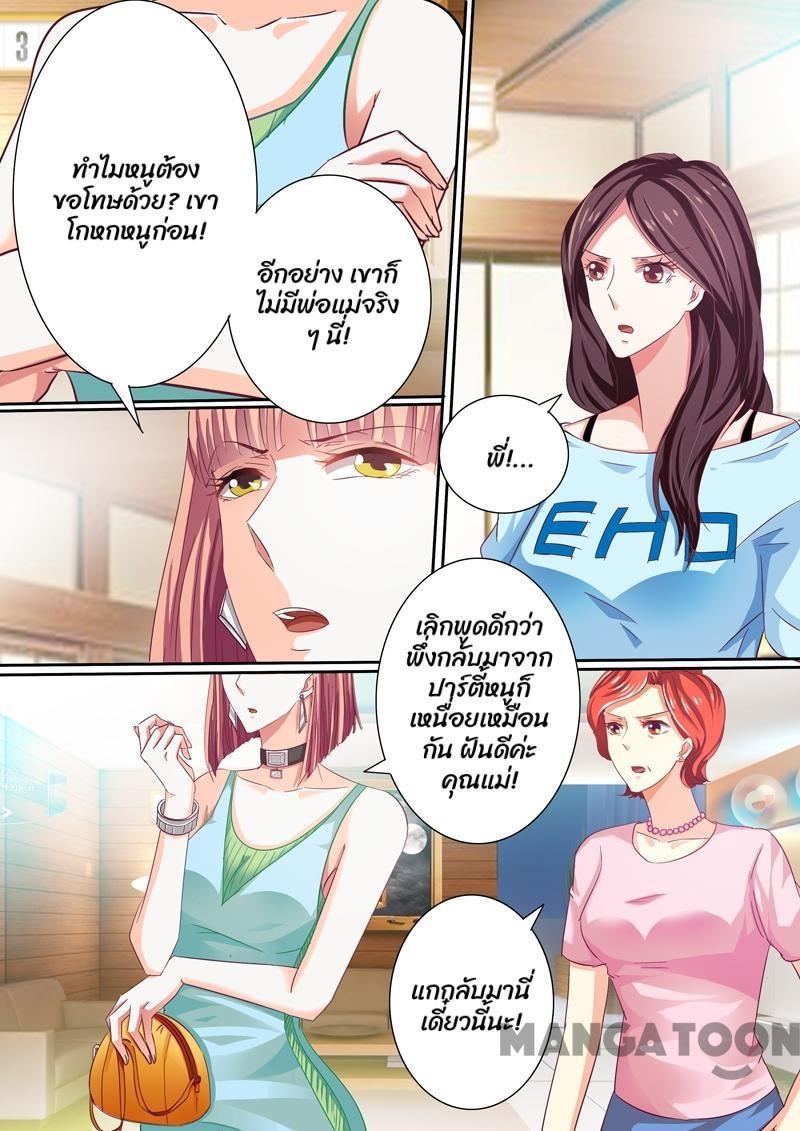 3
ทำไมหนูต้อง
ขอโทษด้วย? เขา
โกหกหนูก่อน!
อีกอย่าง เขาก็
ไม่มีพ่อแม่จริง
ๆ นี่!
พี่!...
EHO
เลิกพูดดีกว่า
พึ่งกลับมาจาก
ปาร์ตี้หนูก็
เหนื่อยเหมือน
กัน ฝันดีค่ะ
คุณแม่!
แกกลับมานี่
เดี๋ยวนี้นะ!
MANGATOON